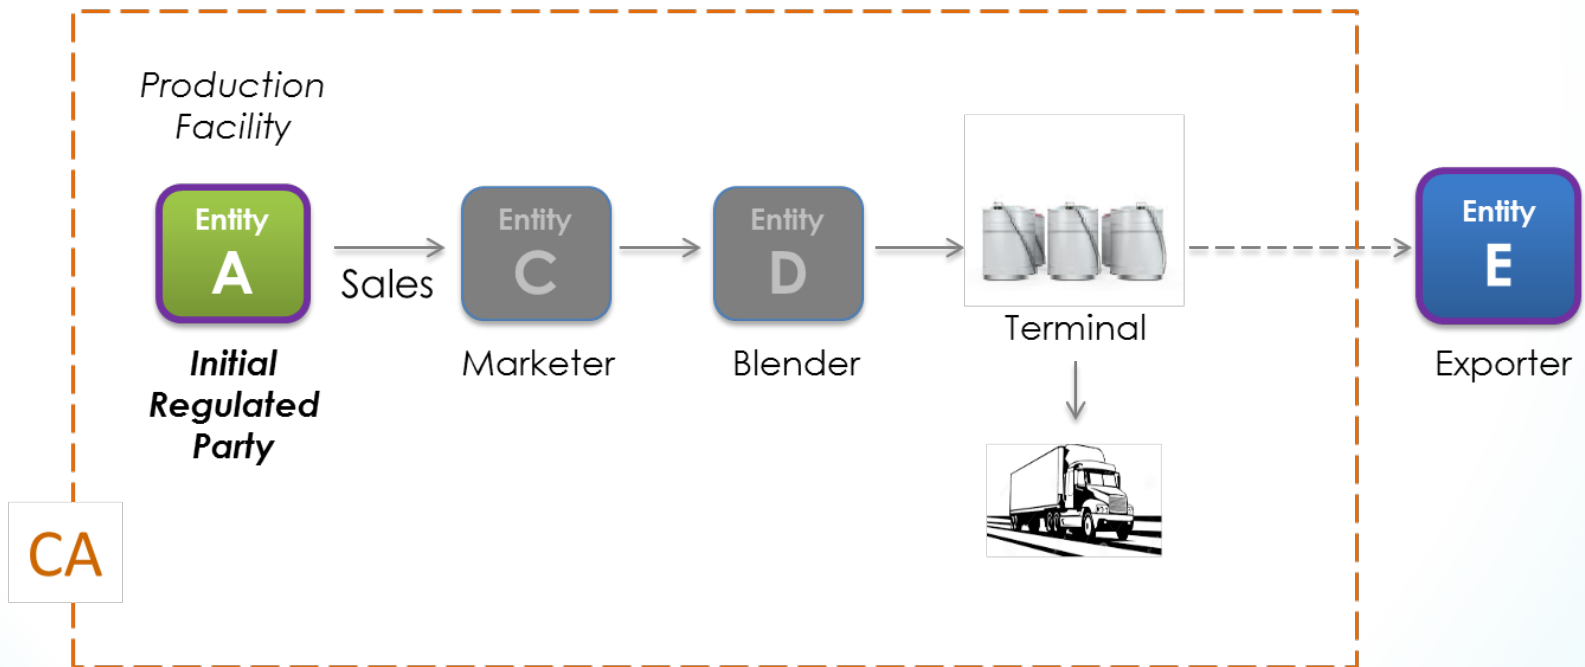 Production
Facility
Entity
A
Initial
Regulated
Party
Sales
Entity
C
Marketer
Entity
D
Blender
Terminal
Entity
E
Exporter
CA